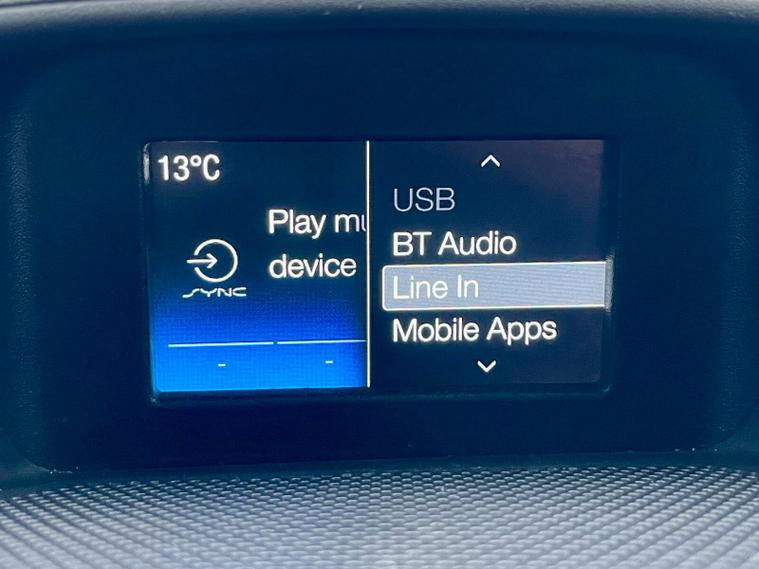 13°C
Play mu
device
SYNC
-
-
USB
BT Audio
Line In
Mobile Apps